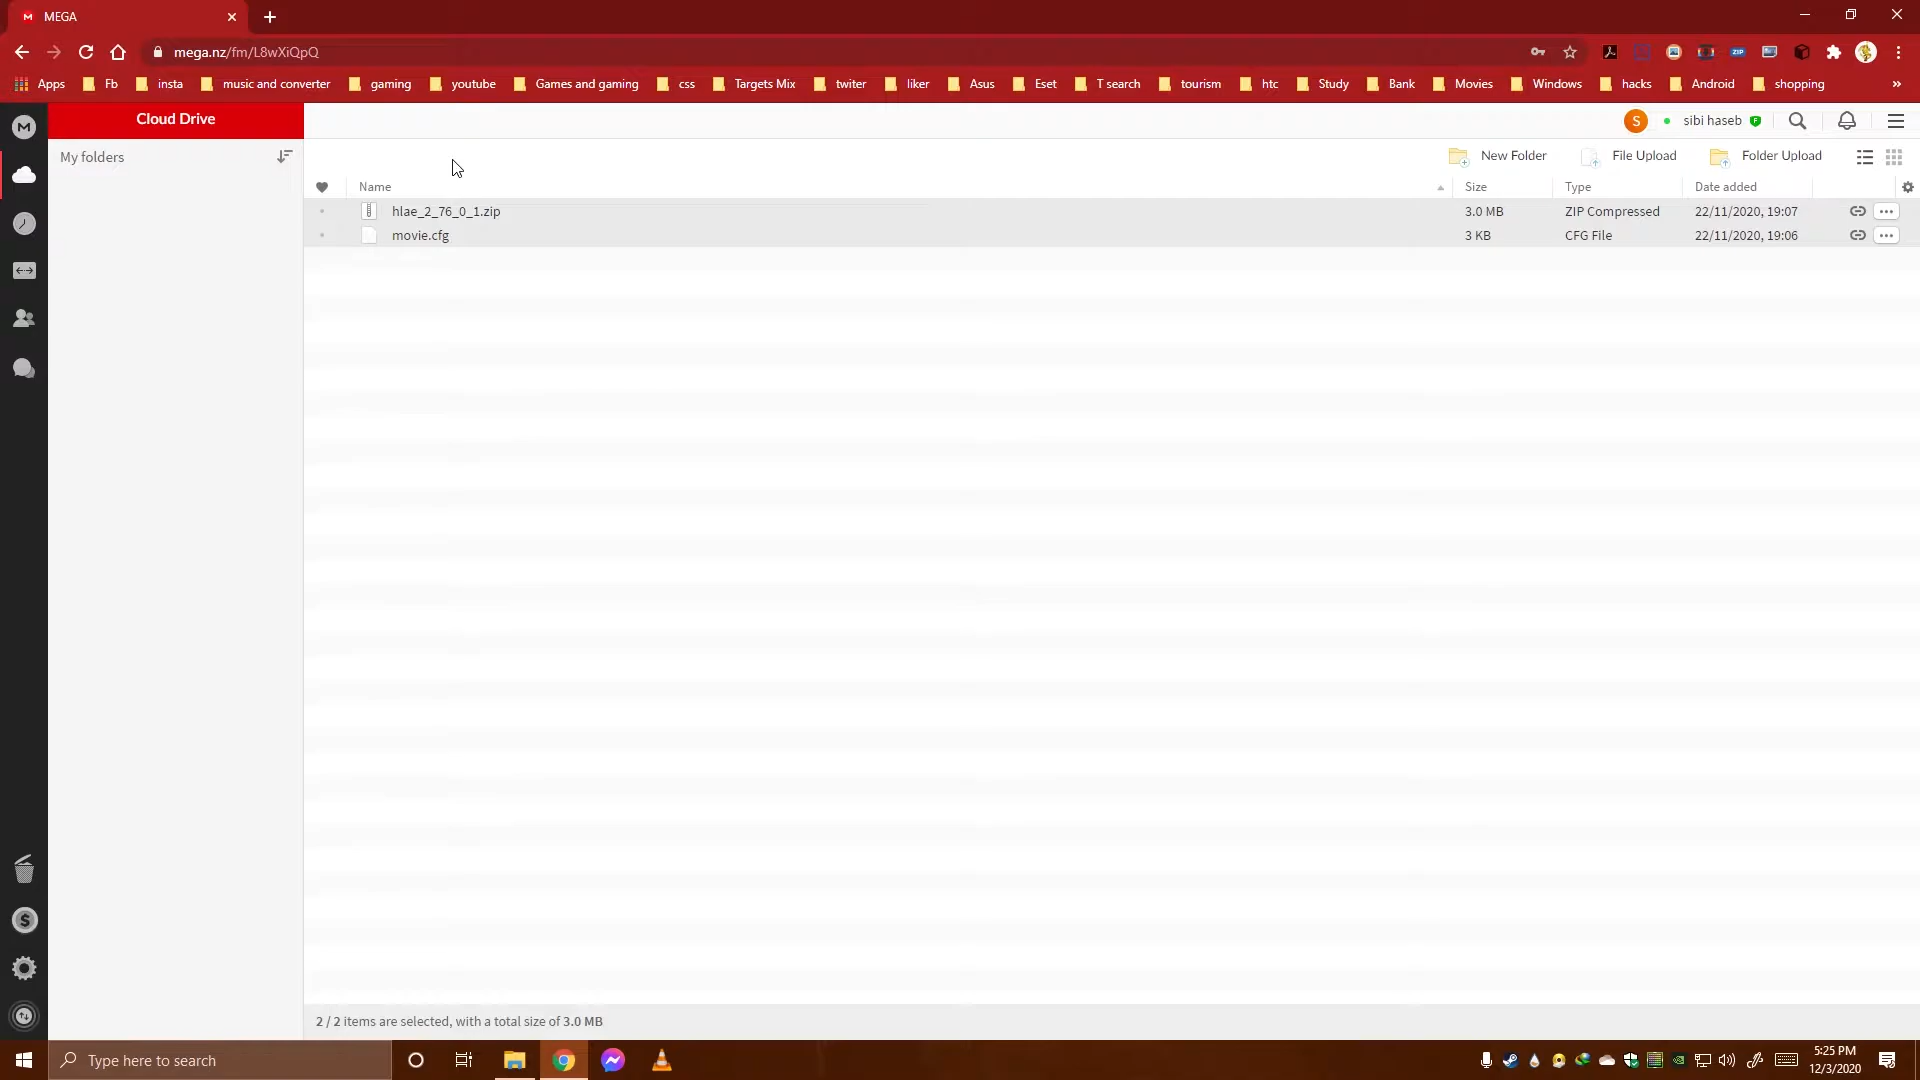 MEGA
mega.nz/fm/L8wXiQpQ
ZIP
Apps Fb insta music and converter gaming youtube Games and gaming css Targets Mix twiter liker Asus Eset T search tourism htc Study Bank Movies Windows hacks Android shopping »
Cloud Drive
S sibi haseb
My folders
New Folder File Upload Folder Upload
Name Size Type Date added
hlae_2_76_0_1.zip 3.0 MB ZIP Compressed 22/11/2020, 19:07
movie.cfg 3 KB CFG File 22/11/2020, 19:06
2 / 2 items are selected, with a total size of 3.0 MB
Type here to search
5:25 PM
12/3/2020